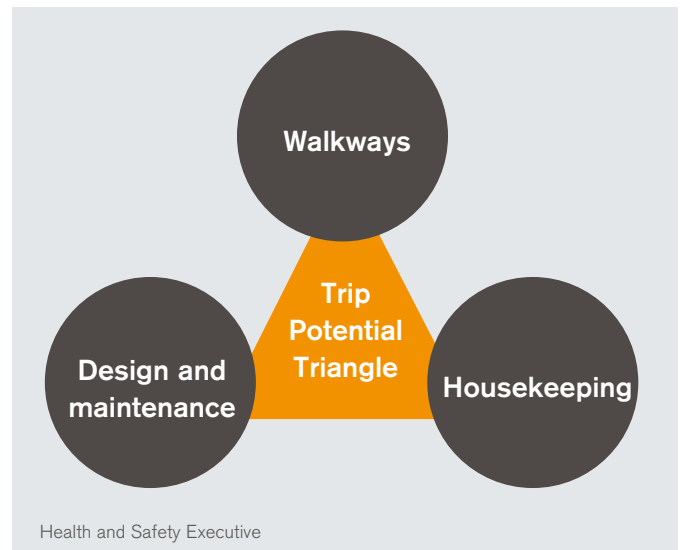 Walkways
Trip
Potential
Triangle
Design and
maintenance
Housekeeping
Health and Safety Executive